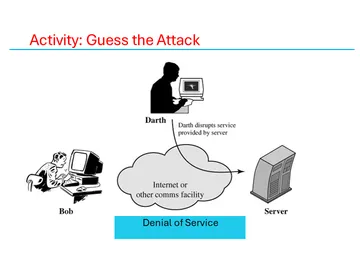 Activity: Guess the Attack
Darth
Darth disrupts service
provided by server
Internet or
other comms facility
Bob
Server
Denial of Service